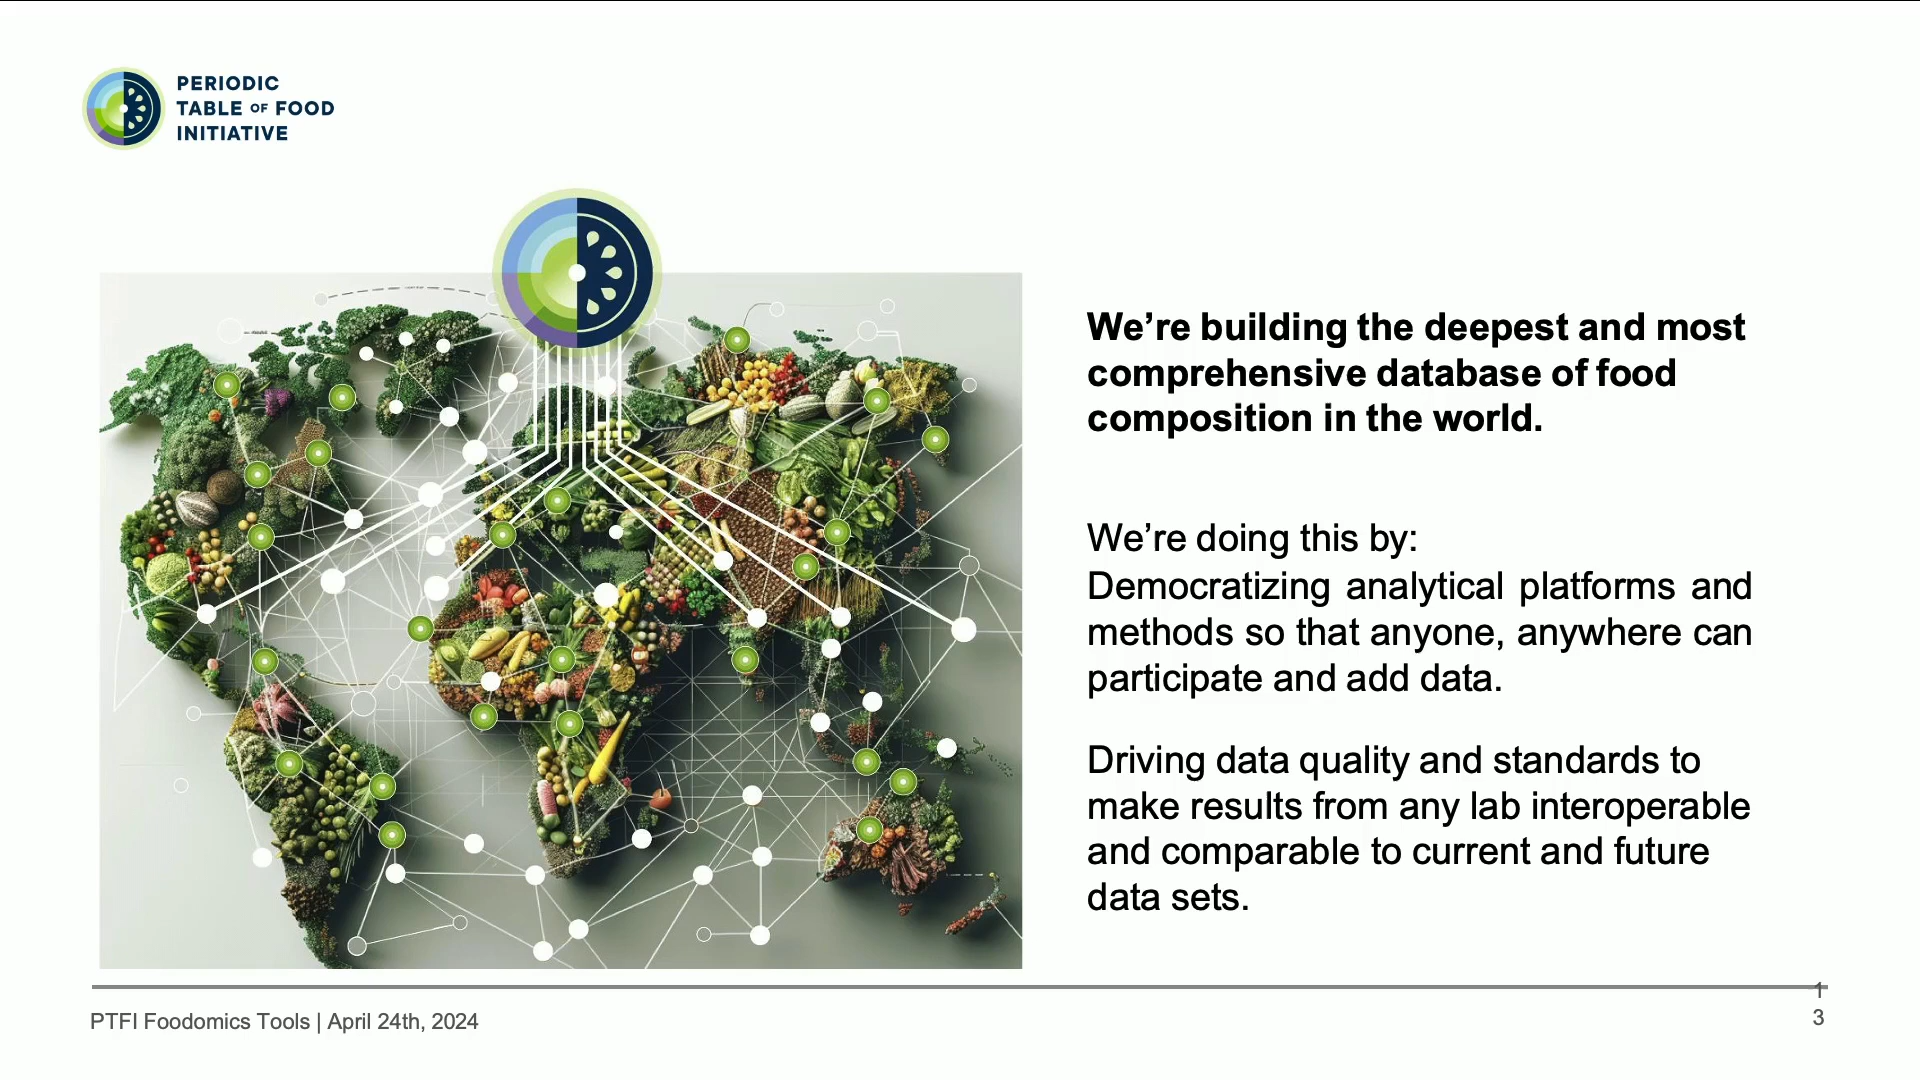 PERIODIC
TABLE OF FOOD
INITIATIVE
We’re building the deepest and most
comprehensive database of food
composition in the world.
We’re doing this by:
Democratizing analytical platforms and
methods so that anyone, anywhere can
participate and add data.
Driving data quality and standards to
make results from any lab interoperable
and comparable to current and future
data sets.
PTFI Foodomics Tools | April 24th, 2024
1
3